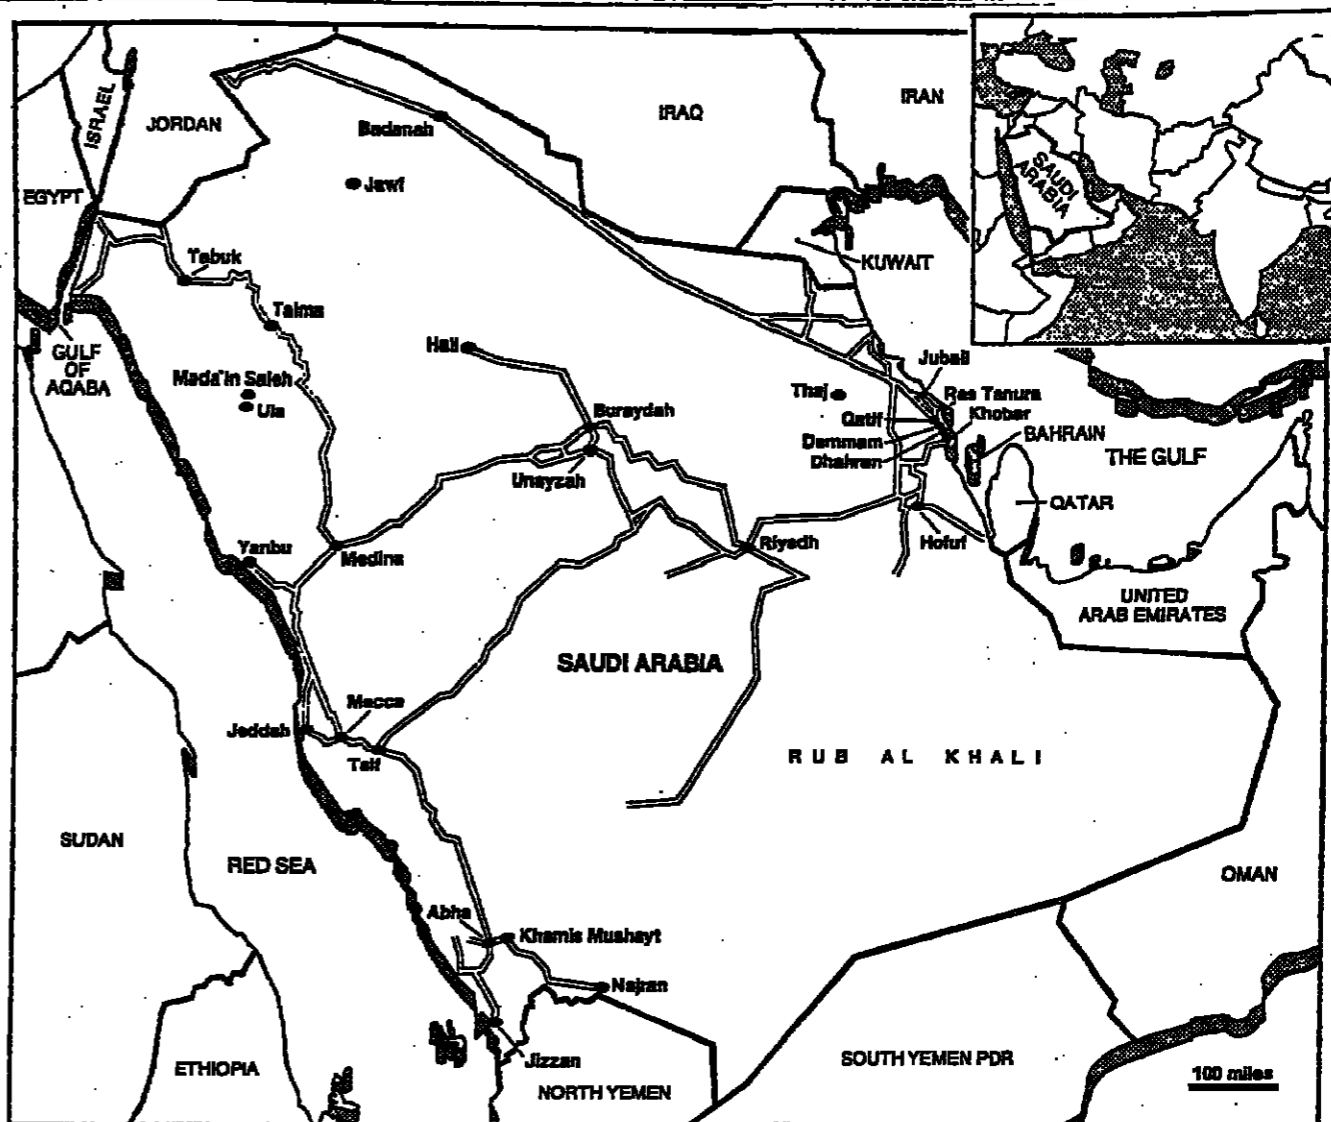 ISRAEL
JORDAN
IRAQ
IRAN
SAUDI
ARABIA
Badanah
Jawf
EGYPT
Tabuk
KUWAIT
Taima
GULF
OF
AQABA
Hail
Jubail
Mada'in Saleh
Ula
Thaj
Ras Tanura
Buraydah
Qatif
Khobar
Dammam
BAHRAIN
Dhahran
THE GULF
Unayzah
QATAR
Yanbu
Medina
Riyadh
Hofuf
UNITED
ARAB EMIRATES
SAUDI ARABIA
Mecca
Jeddah
Taif
RUB AL KHALI
SUDAN
RED SEA
OMAN
Abha
Khamis Mushayt
Najran
ETHIOPIA
Jizzan
SOUTH YEMEN PDR
100 miles
NORTH YEMEN